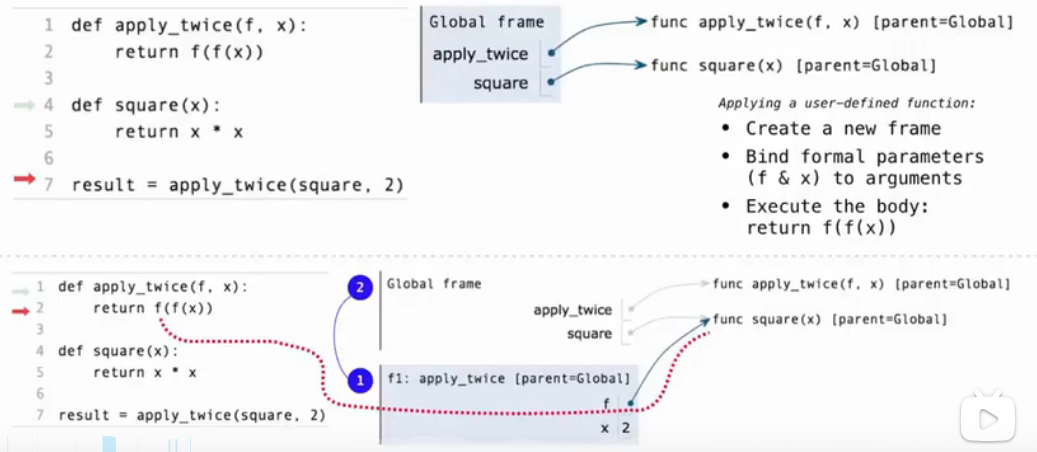 1 def apply_twice(f, x):
2 return f(f(x))
3
4 def square(x):
5 return x * x
6
7 result = apply_twice(square, 2)
Global frame
apply_twice
square
func apply_twice(f, x) [parent=Global]
func square(x) [parent=Global]
Applying a user-defined function:
• Create a new frame
• Bind formal parameters
(f & x) to arguments
• Execute the body:
return f(f(x))
1 def apply_twice(f, x):
2 return f(f(x))
3
4 def square(x):
5 return x * x
6
7 result = apply_twice(square, 2)
2
Global frame
apply_twice
square
func apply_twice(f, x) [parent=Global]
func square(x) [parent=Global]
1
f1: apply_twice [parent=Global]
f
x 2